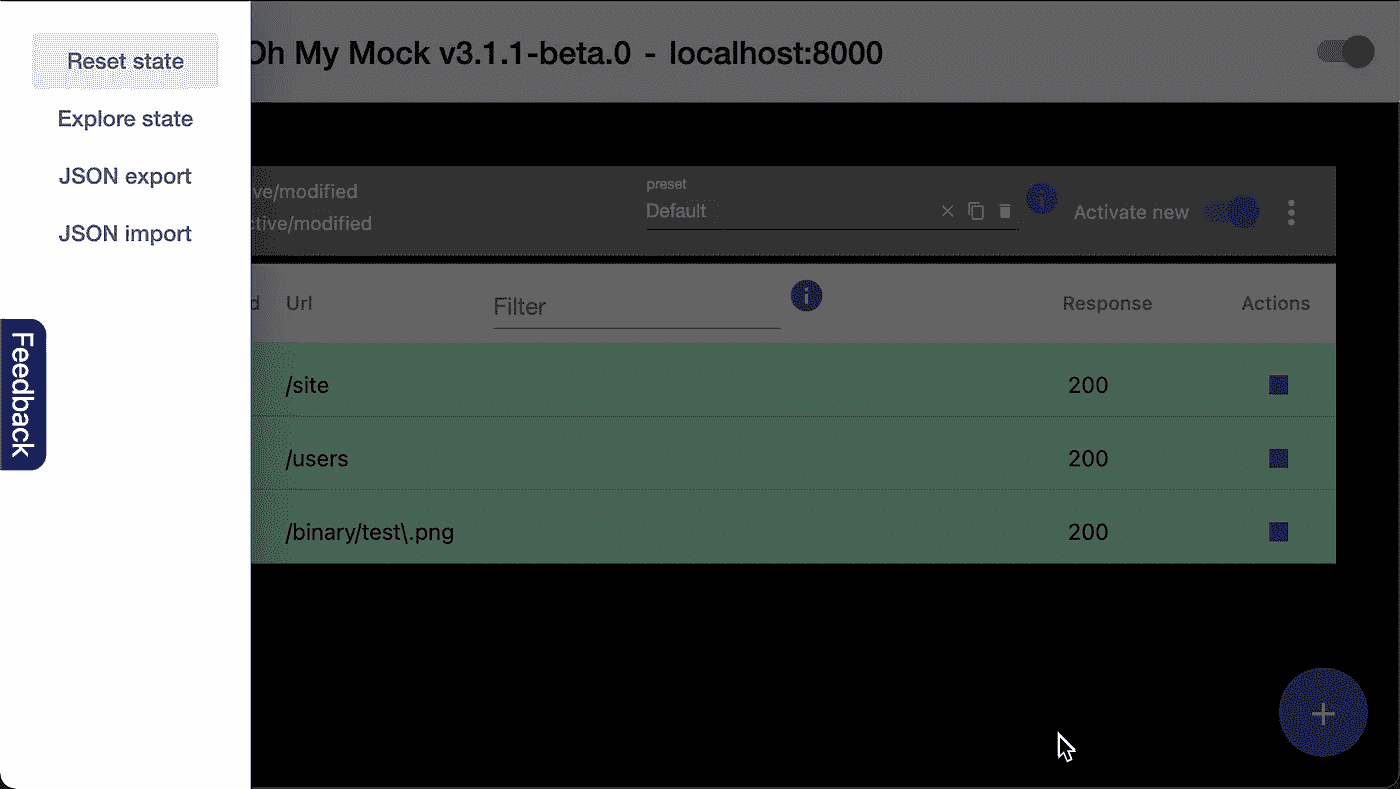 Reset state
Explore state
JSON export
JSON import
Feedback
Oh My Mock v3.1.1-beta.0 - localhost:8000
ve/modified
ctive/modified
preset
Default
Activate new
d Url Filter Response Actions
/site 200
/users 200
/binary/test\.png 200